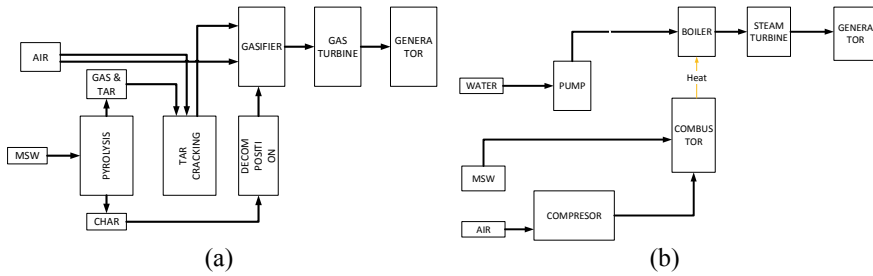 AIR
GAS &
TAR
MSW
PYROLYSIS
CHAR
TAR
CRACKING
GASIFIER
DECOM
POSITI
ON
GAS
TURBINE
GENERA
TOR
(a)
WATER
PUMP
BOILER
STEAM
TURBINE
GENERA
TOR
Heat
COMBUS
TOR
MSW
AIR
COMPRESOR
(b)